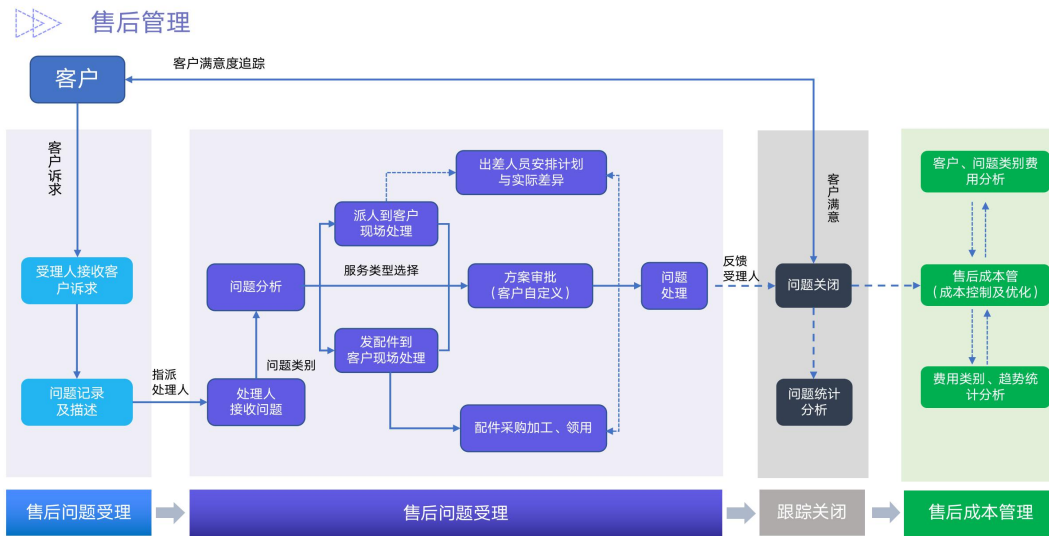 售后管理
客户
客户满意度追踪
客户诉求
受理人接收客
户诉求
问题记录
及描述
指派
处理人
出差人员安排计划
与实际差异
派人到客户
现场处理
问题分析
服务类型选择
方案审批
（客户自定义）
问题
处理
发配件到
客户现场处理
问题类别
处理人
接收问题
配件采购加工、领用
反馈
受理人
客户满意
问题关闭
问题统计
分析
客户、问题类别费
用分析
售后成本管
（成本控制及优化）
费用类别、趋势统
计分析
售后问题受理
售后问题受理
跟踪关闭
售后成本管理